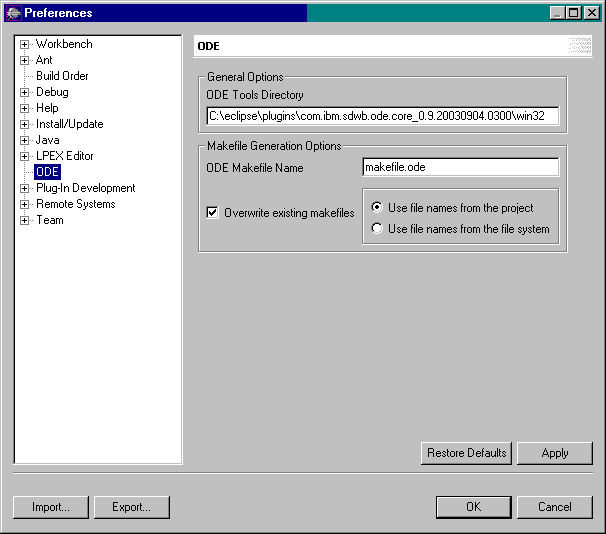 Preferences
Workbench
Ant
Build Order
Debug
Help
Install/Update
Java
LPEX Editor
ODE
Plug-In Development
Remote Systems
Team
ODE
General Options
ODE Tools Directory
C:\eclipse\plugins\com.ibm.sdwb.ode.core_0.9.20030904.0300\win32
Makefile Generation Options
ODE Makefile Name
makefile.ode
Overwrite existing makefiles
Use file names from the project
Use file names from the file system
Restore Defaults
Apply
Import...
Export...
OK
Cancel